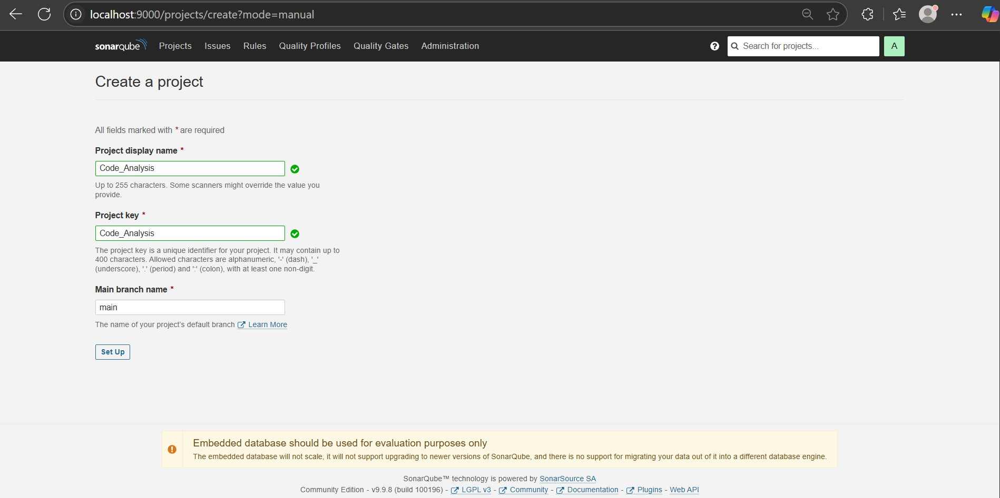 localhost:9000/projects/create?mode=manual
sonarqube Projects Issues Rules Quality Profiles Quality Gates Administration ? Search for projects... A
Create a project
All fields marked with * are required
Project display name *
Code_Analysis
Up to 255 characters. Some scanners might override the value you
provide.
Project key *
Code_Analysis
The project key is a unique identifier for your project. It may contain up to
400 characters. Allowed characters are alphanumeric, '-' (dash), '_'
(underscore), '.' (period) and ':' (colon), with at least one non-digit.
Main branch name *
main
The name of your project's default branch Learn More
Set Up
Embedded database should be used for evaluation purposes only
The embedded database will not scale, it will not support upgrading to newer versions of SonarQube, and there is no support for migrating your data out of it into a different database engine.
SonarQube™ technology is powered by SonarSource SA
Community Edition - v9.9.8 (build 100196) - LGPL v3 - Community - Documentation - Plugins - Web API